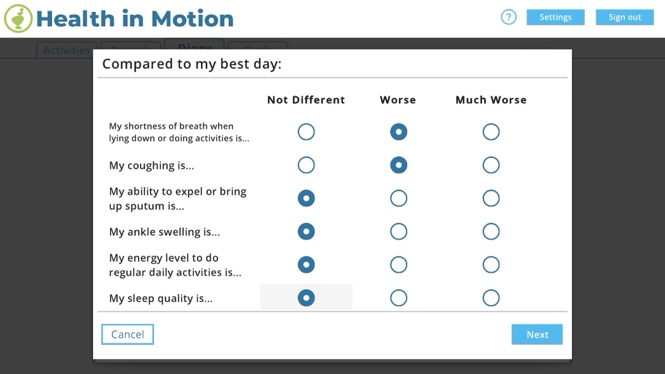 Health in Motion
? Settings Sign out
Activities Diary
Compared to my best day:
Not Different Worse Much Worse
My shortness of breath when
lying down or doing activities is...
My coughing is...
My ability to expel or bring
up sputum is...
My ankle swelling is...
My energy level to do
regular daily activities is...
My sleep quality is...
Cancel Next